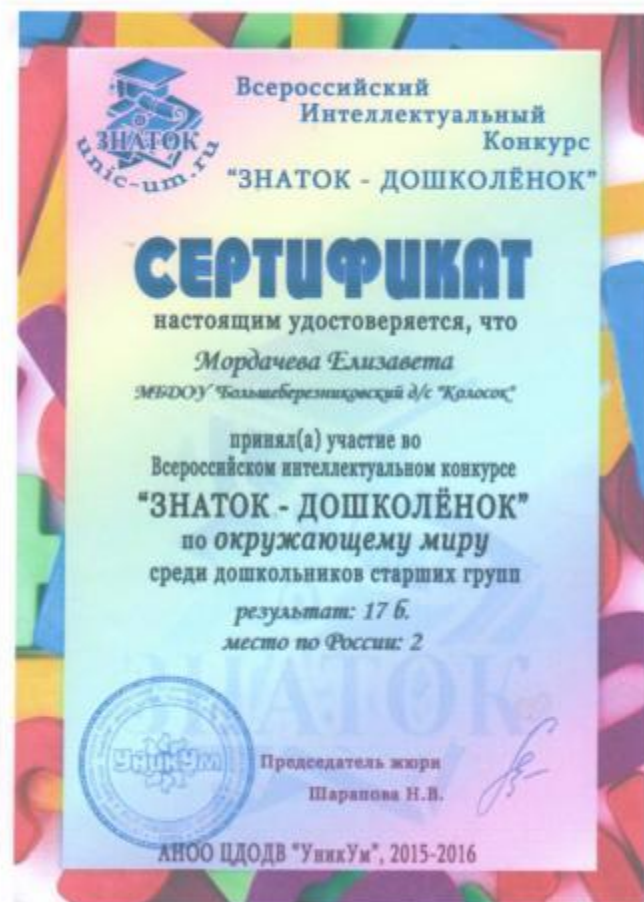 ЗНАТОК
unic-um.ru
Всероссийский
Интеллектуальный
Конкурс
"ЗНАТОК - ДОШКОЛЁНОК"
СЕРТИФИКАТ
настоящим удостоверяется, что
Мордачева Елизавета
МБДОУ "Большеберезниковский д/с "Колосок"
принял(а) участие во
Всероссийском интеллектуальном конкурсе
"ЗНАТОК - ДОШКОЛЁНОК"
по окружающему миру
среди дошкольников старших групп
результат: 17 б.
место по России: 2
ЗНАТОК
УникУм
Председатель жюри
Шарапова Н.В.
АНОО ЦДОДВ "УникУм", 2015-2016